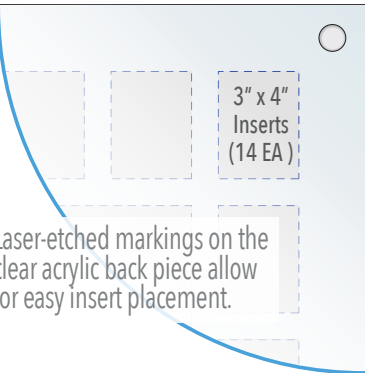 3" x 4"
Inserts
(14 EA )
Laser-etched markings on the
clear acrylic back piece allow
for easy insert placement.